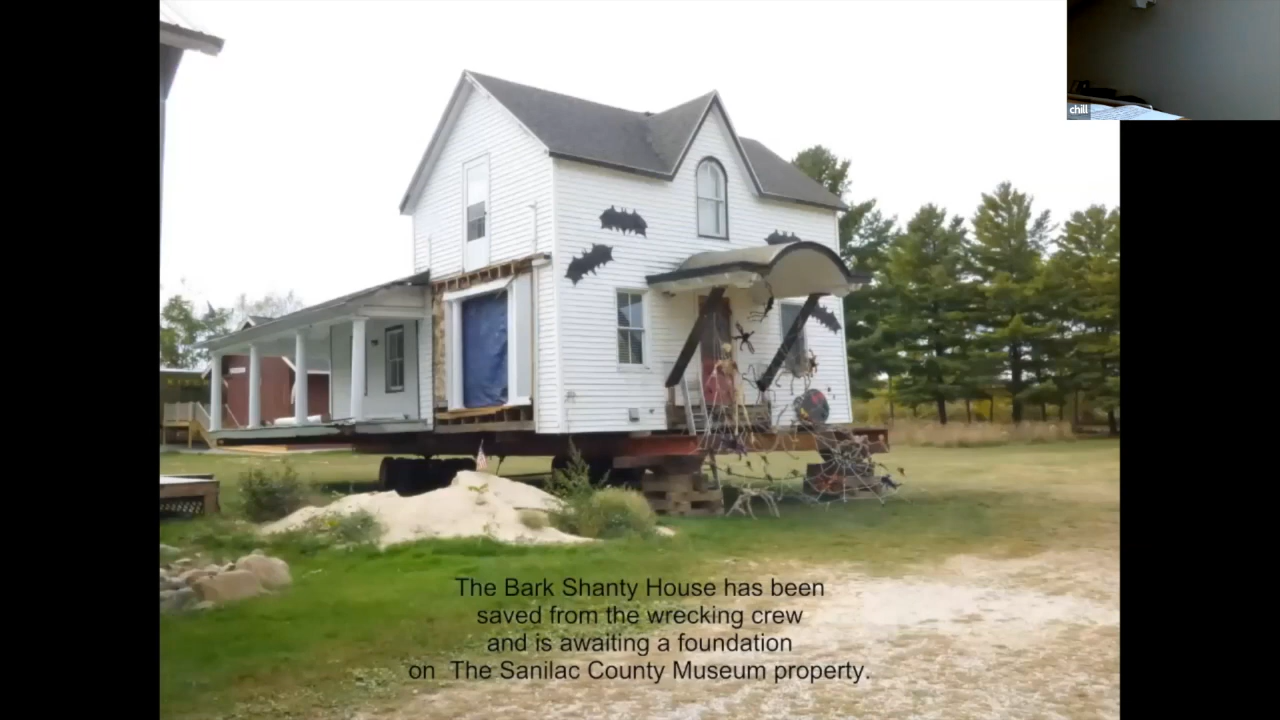 chill
The Bark Shanty House has been
saved from the wrecking crew
and is awaiting a foundation
on The Sanilac County Museum property.